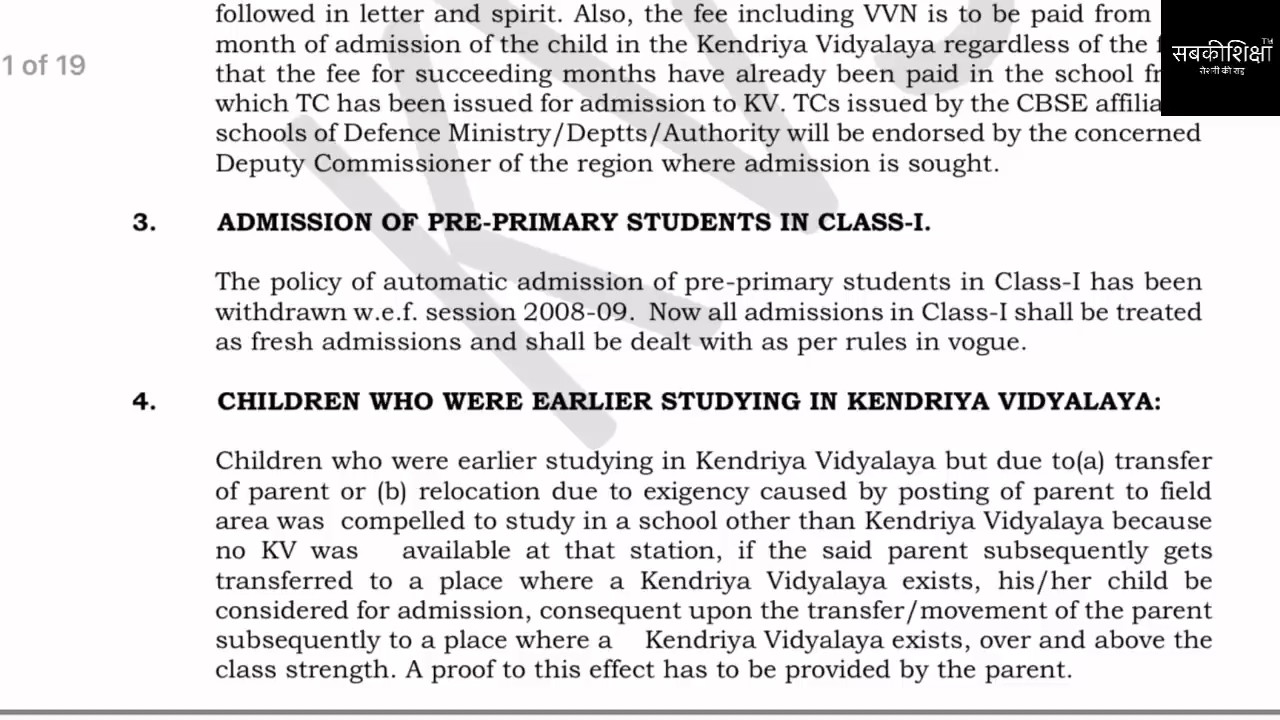 followed in letter and spirit. Also, the fee including VVN is to be paid from
month of admission of the child in the Kendriya Vidyalaya regardless of the
that the fee for succeeding months have already been paid in the school
which TC has been issued for admission to KV. TCs issued by the CBSE
schools of Defence Ministry/Deptts/Authority will be endorsed by the concerned
Deputy Commissioner of the region where admission is sought.
1 of 19
सबकीशिक्षा TM
रोशनी की राह
3. ADMISSION OF PRE-PRIMARY STUDENTS IN CLASS-I.
The policy of automatic admission of pre-primary students in Class-I has been
withdrawn w.e.f. session 2008-09. Now all admissions in Class-I shall be treated
as fresh admissions and shall be dealt with as per rules in vogue.
4. CHILDREN WHO WERE EARLIER STUDYING IN KENDRIYA VIDYALAYA:
Children who were earlier studying in Kendriya Vidyalaya but due to(a) transfer
of parent or (b) relocation due to exigency caused by posting of parent to field
area was compelled to study in a school other than Kendriya Vidyalaya because
no KV was available at that station, if the said parent subsequently gets
transferred to a place where a Kendriya Vidyalaya exists, his/her child be
considered for admission, consequent upon the transfer/movement of the parent
subsequently to a place where a Kendriya Vidyalaya exists, over and above the
class strength. A proof to this effect has to be provided by the parent.